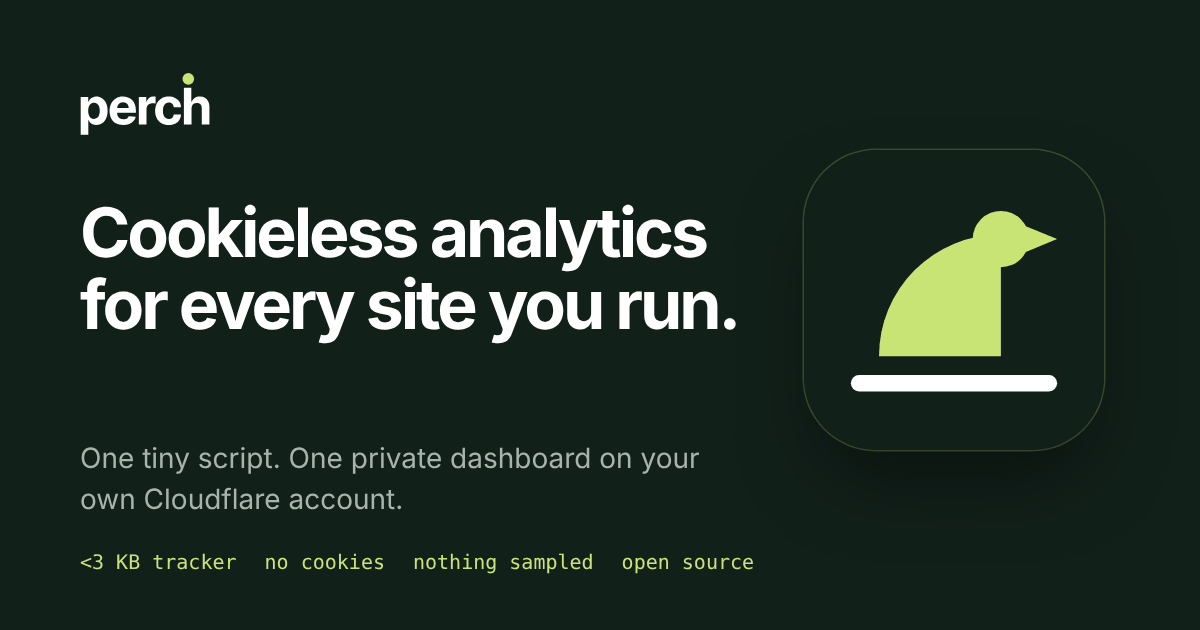 perch
Cookieless analytics
for every site you run.
One tiny script. One private dashboard on your
own Cloudflare account.
<3 KB tracker no cookies nothing sampled open source